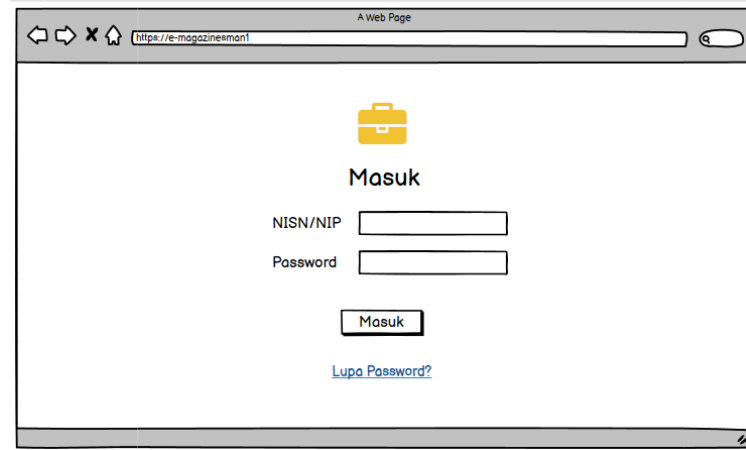 A Web Page
https://e-magazinesman1
Masuk
NISN/NIP
Password
Masuk
Lupa Password?